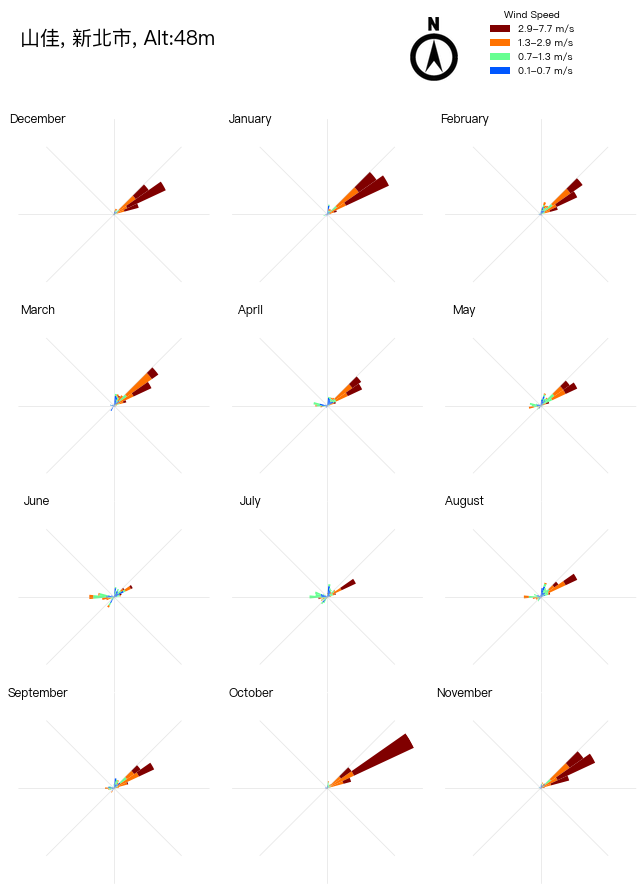 山佳, 新北市, Alt:48m
N
Wind Speed
2.9–7.7 m/s
1.3–2.9 m/s
0.7–1.3 m/s
0.1–0.7 m/s
December
January
February
March
April
May
June
July
August
September
October
November